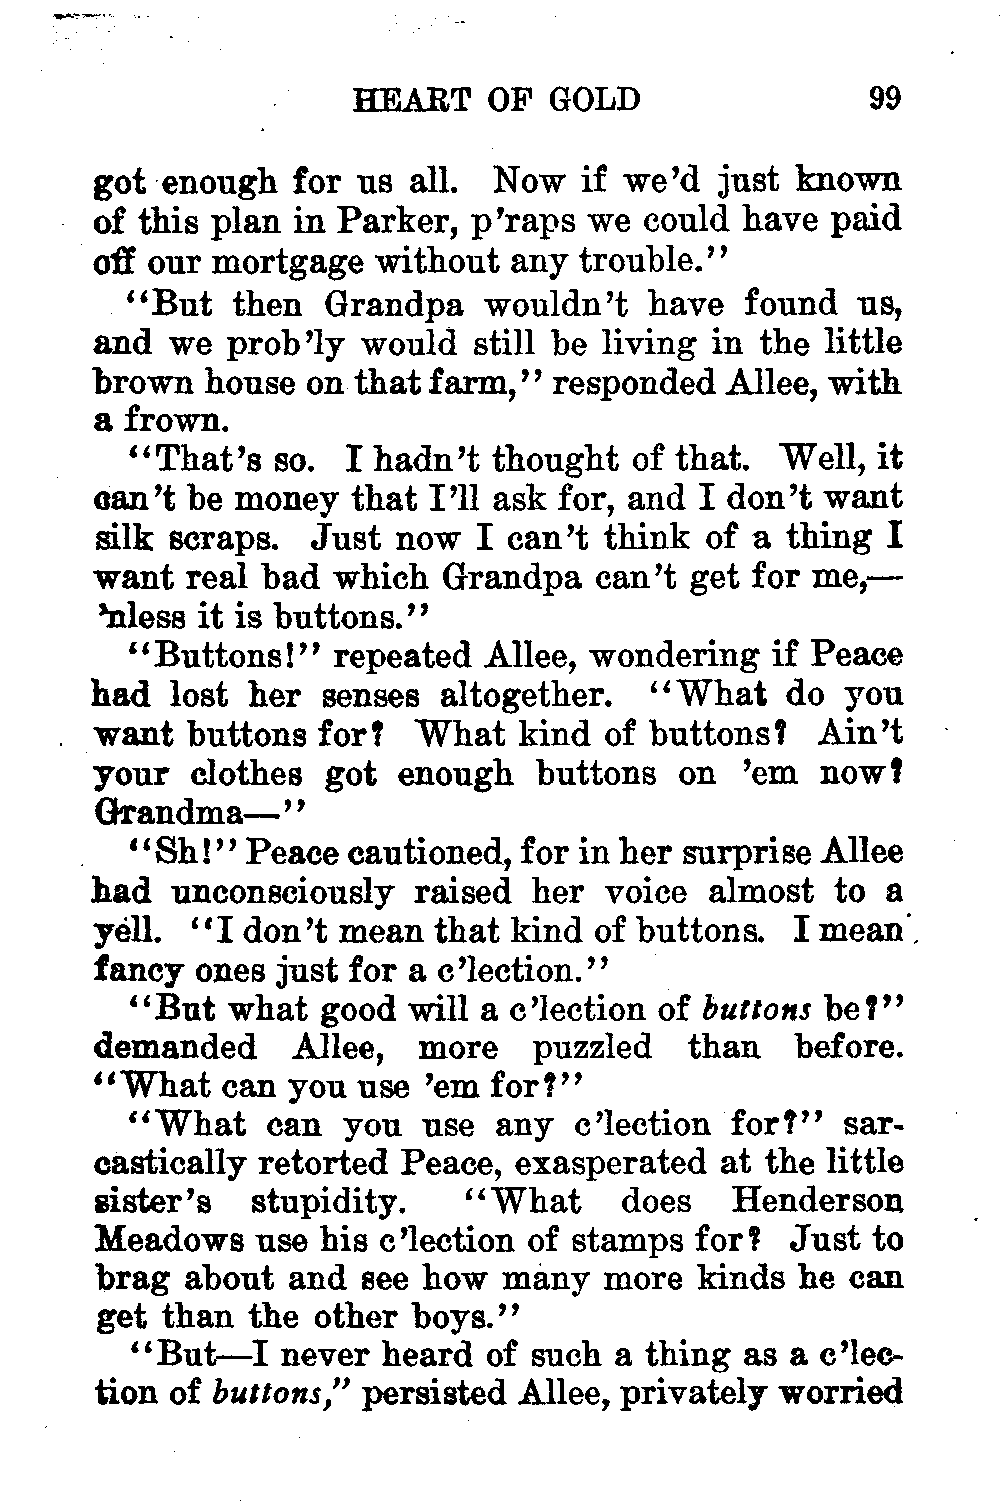 HEART OF GOLD 99
got enough for us all. Now if we'd just known
of this plan in Parker, p'raps we could have paid
off our mortgage without any trouble."
"But then Grandpa wouldn't have found us,
and we prob'ly would still be living in the little
brown house on that farm," responded Allee, with
a frown.
"That's so. I hadn't thought of that. Well, it
can't be money that I'll ask for, and I don't want
silk scraps. Just now I can't think of a thing I
want real bad which Grandpa can't get for me,—
'nless it is buttons."
"Buttons!" repeated Allee, wondering if Peace
had lost her senses altogether. "What do you
want buttons for? What kind of buttons? Ain't
your clothes got enough buttons on 'em now?
Grandma—"
"Sh!" Peace cautioned, for in her surprise Allee
had unconsciously raised her voice almost to a
yell. "I don't mean that kind of buttons. I mean
fancy ones just for a c'lection."
"But what good will a c'lection of buttons be?"
demanded Allee, more puzzled than before.
"What can you use 'em for?"
"What can you use any c'lection for?" sar-
castically retorted Peace, exasperated at the little
sister's stupidity. "What does Henderson
Meadows use his c'lection of stamps for? Just to
brag about and see how many more kinds he can
get than the other boys."
"But—I never heard of such a thing as a c'lec-
tion of buttons," persisted Allee, privately worried